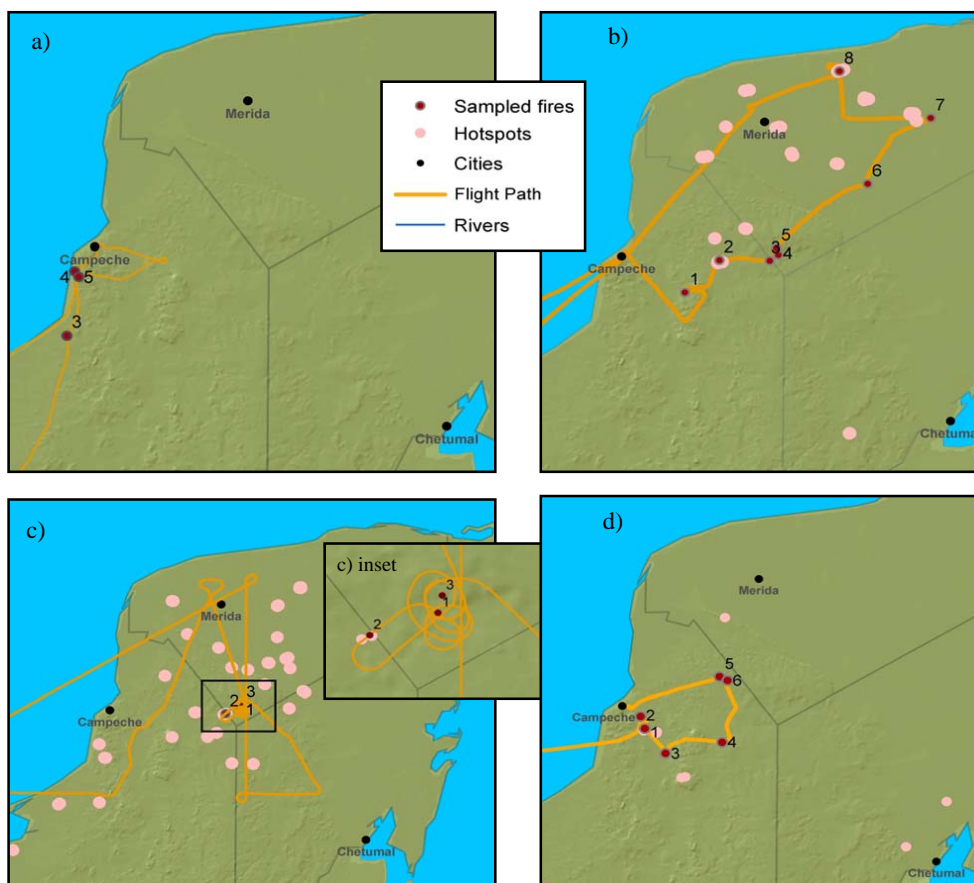 a)
Merida
Campeche
4
5
3
Chetumal
Sampled fires
Hotspots
Cities
Flight Path
Rivers
b)
8
7
Merida
6
5
2
3
4
Campeche
1
Chetuma
c)
Merida
3
2
1
Campeche
Chetumal
c) inset
3
1
2
d)
Merida
5
6
Campeche
2
1
3
4
Chetumal